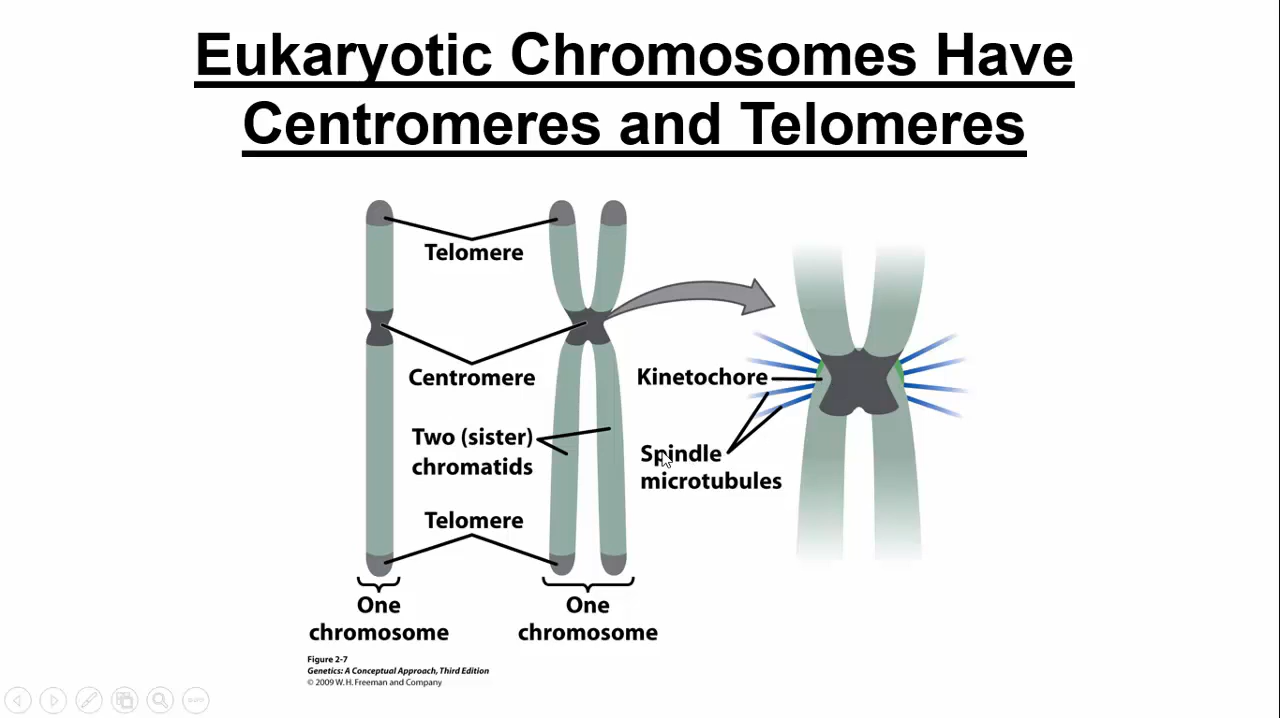 Eukaryotic Chromosomes Have
Centromeres and Telomeres
Telomere
Centromere
Kinetochore
Two (sister)
chromatids
Spindle
microtubules
Telomere
One
chromosome
One
chromosome
Figure 2-7
Genetics: A Conceptual Approach, Third Edition
© 2009 W. H. Freeman and Company